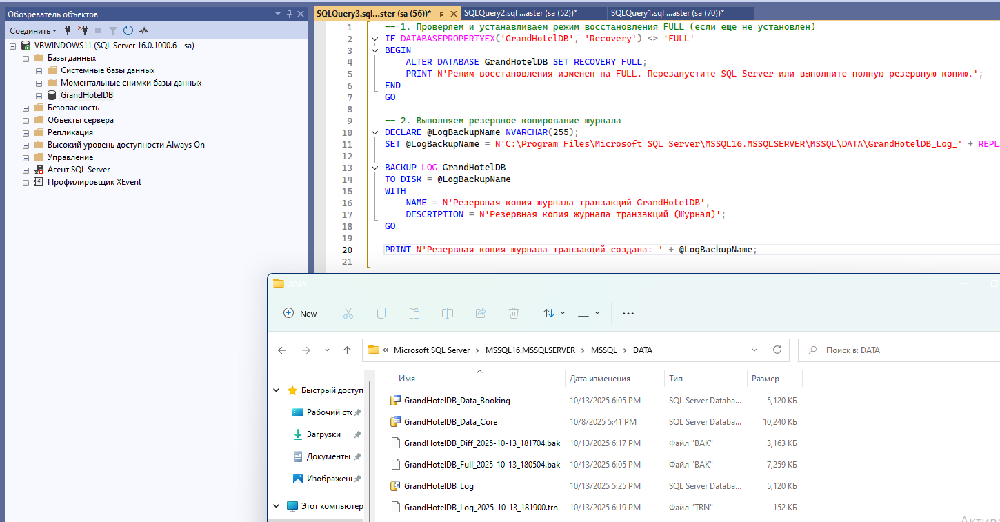 Обозреватель объектов
SQLQuery3.sql...ster (sa (56))*
SQLQuery2.sql ...aster (sa (52))*
SQLQuery1.sql ...aster (sa (70))*
Соединить
VBWINDOWS11 (SQL Server 16.0.1000.6 - sa)
Базы данных
Системные базы данных
Моментальные снимки базы данных
GrandHotelDB
Безопасность
Объекты сервера
Репликация
Высокий уровень доступности Always On
Управление
Агент SQL Server
Профилировщик XEvent
1 -- 1. Проверяем и устанавливаем режим восстановления FULL (если еще не установлен)
2 IF DATABASEPROPERTYEX('GrandHotelDB', 'Recovery') <> 'FULL'
3 BEGIN
4 ALTER DATABASE GrandHotelDB SET RECOVERY FULL;
5 PRINT N'Режим восстановления изменен на FULL. Перезапустите SQL Server или выполните полную резервную копию.';
6 END
7 GO
8
9 -- 2. Выполняем резервное копирование журнала
10 DECLARE @LogBackupName NVARCHAR(255);
11 SET @LogBackupName = N'C:\Program Files\Microsoft SQL Server\MSSQL16.MSSQLSERVER\MSSQL\DATA\GrandHotelDB_Log_' + REPL
12
13 BACKUP LOG GrandHotelDB
14 TO DISK = @LogBackupName
15 WITH
16 NAME = N'Резервная копия журнала транзакций GrandHotelDB',
17 DESCRIPTION = N'Резервная копия журнала транзакций (Журнал)';
18 GO
19
20 PRINT N'Резервная копия журнала транзакций создана: ' + @LogBackupName;
21
DATA
New
Microsoft SQL Server > MSSQL16.MSSQLSERVER > MSSQL > DATA
Поиск в: DATA
Быстрый доступ
Рабочий сто
Загрузки
Документы
Изображени
Этот компьютер
Имя Дата изменения Тип Размер
GrandHotelDB_Data_Booking 10/13/2025 6:05 PM SQL Server Databa... 5,120 КБ
GrandHotelDB_Data_Core 10/8/2025 5:41 PM SQL Server Databa... 10,240 КБ
GrandHotelDB_Diff_2025-10-13_181704.bak 10/13/2025 6:17 PM Файл "BAK" 3,163 КБ
GrandHotelDB_Full_2025-10-13_180504.bak 10/13/2025 6:05 PM Файл "BAK" 7,259 КБ
GrandHotelDB_Log 10/13/2025 5:25 PM SQL Server Databa... 5,120 КБ
GrandHotelDB_Log_2025-10-13_181900.trn 10/13/2025 6:19 PM Файл "TRN" 152 КБ